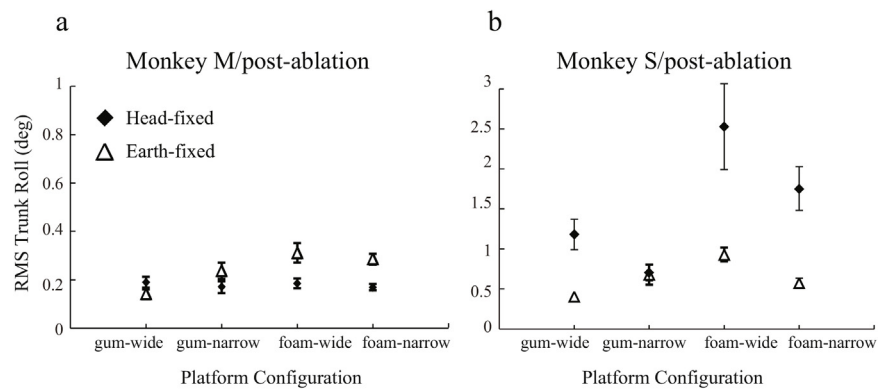 a
Monkey M/post-ablation
1
0.8
0.6
0.4
0.2
0
RMS Trunk Roll (deg)
Head-fixed
Earth-fixed
gum-wide
gum-narrow
foam-wide
foam-narrow
Platform Configuration
b
Monkey S/post-ablation
3
2.5
2
1.5
1
0.5
0
gum-wide
gum-narrow
foam-wide
foam-narrow
Platform Configuration